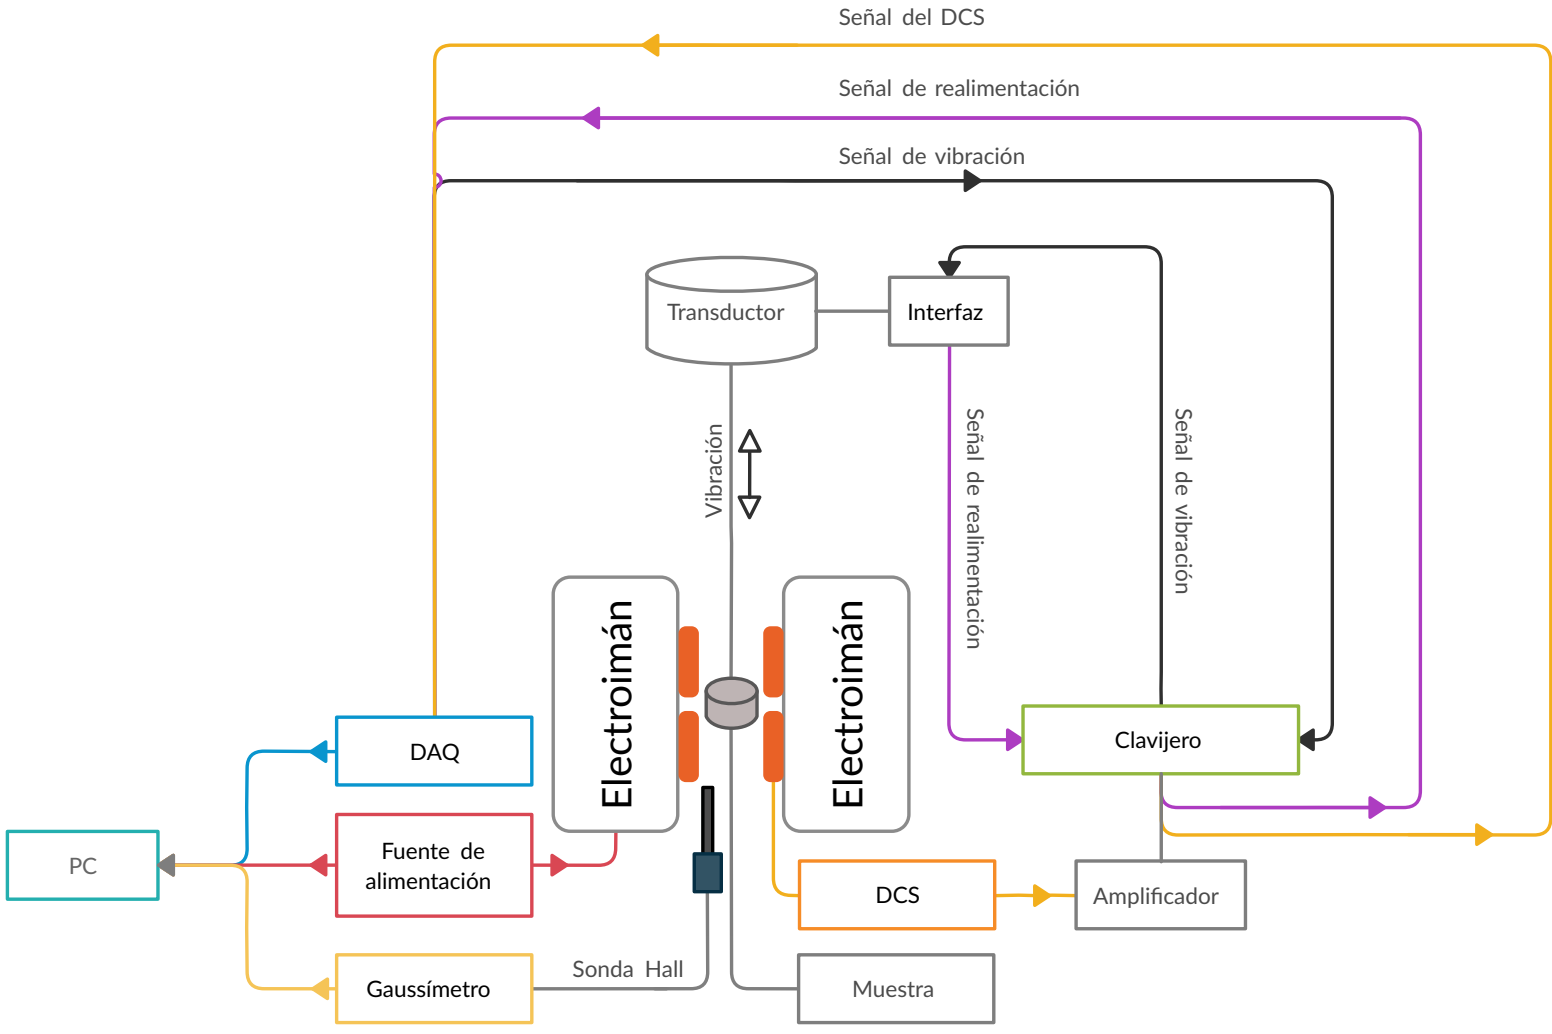 Señal del DCS
Señal de realimentación
Señal de vibración
Transductor
Interfaz
Vibración
Señal de realimentación
Señal de vibración
Electroimán
Electroimán
DAQ
Clavijero
Fuente de
alimentación
PC
DCS
Amplificador
Sonda Hall
Gaussímetro
Muestra